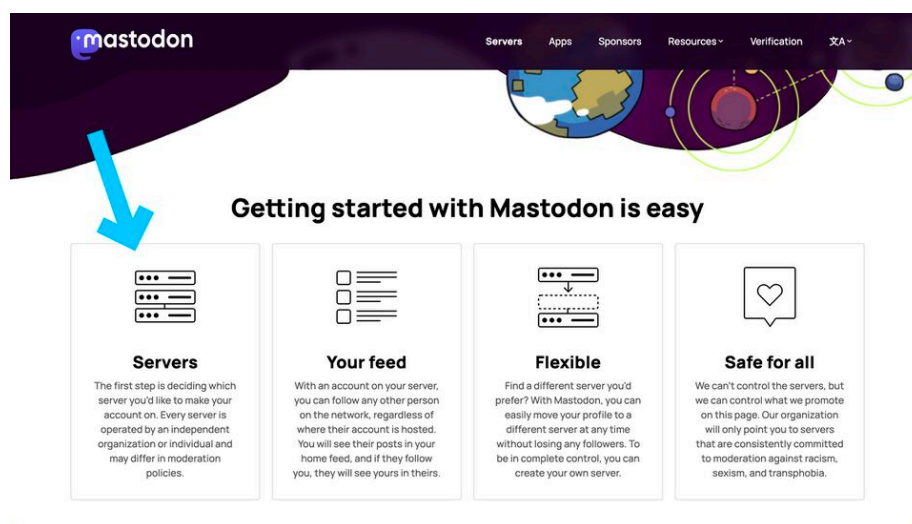 mastodon
Servers Apps Sponsors Resources Verification 文A
Getting started with Mastodon is easy
Servers
The first step is deciding which
server you'd like to make your
account on. Every server is
operated by an independent
organization or individual and
may differ in moderation
policies.
Your feed
With an account on your server,
you can follow any other person
on the network, regardless of
where their account is hosted.
You will see their posts in your
home feed, and if they follow
you, they will see yours in theirs.
Flexible
Find a different server you'd
prefer? With Mastodon, you can
easily move your profile to a
different server at any time
without losing any followers. To
be in complete control, you can
create your own server.
Safe for all
We can't control the servers, but
we can control what we promote
on this page. Our organization
will only point you to servers
that are consistently committed
to moderation against racism,
sexism, and transphobia.